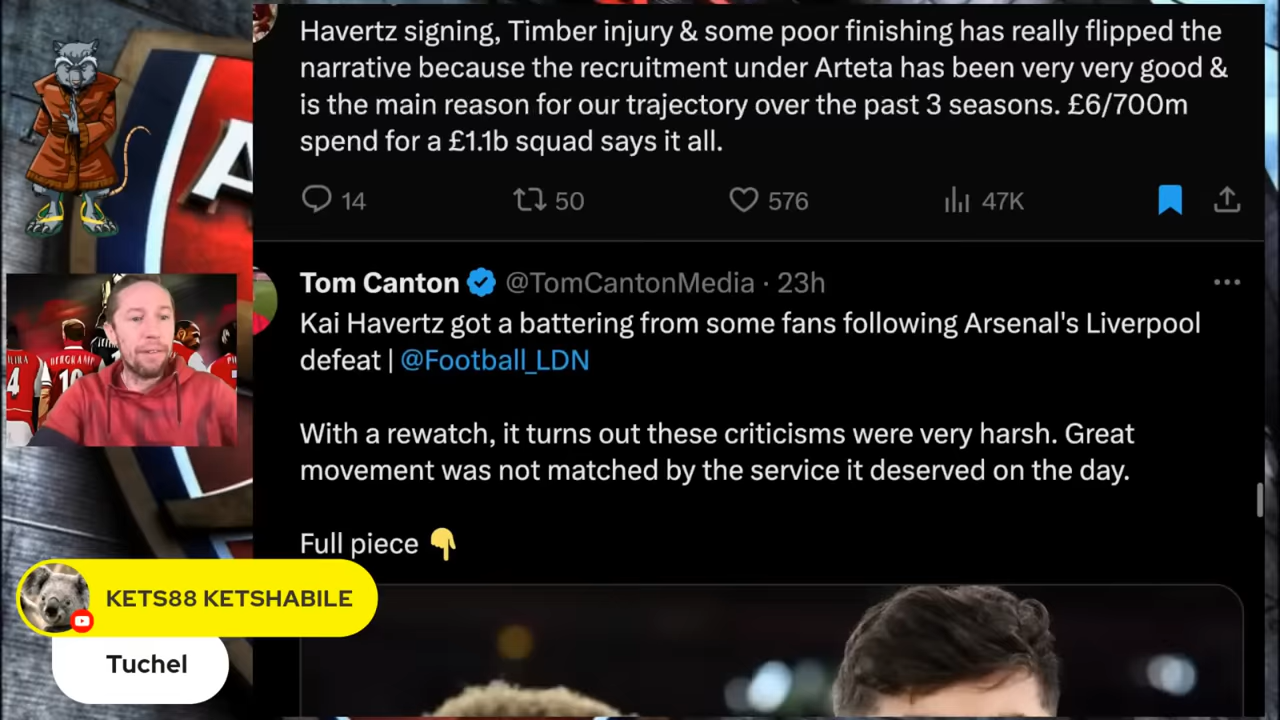 Havertz signing, Timber injury & some poor finishing has really flipped the
narrative because the recruitment under Arteta has been very very good &
is the main reason for our trajectory over the past 3 seasons. £6/700m
spend for a £1.1b squad says it all.
14 50 576 47K
Tom Canton @TomCantonMedia · 23h
Kai Havertz got a battering from some fans following Arsenal's Liverpool
defeat | @Football_LDN
With a rewatch, it turns out these criticisms were very harsh. Great
movement was not matched by the service it deserved on the day.
Full piece 👇
4
BERGKAMP
10
KETS88 KETSHABILE
Tuchel